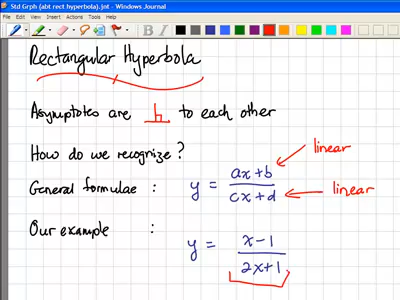 Std Grph (abt rect hyperbola).jnt - Windows Journal
File Edit View Insert Actions Tools Help
Rectangular Hyperbola
Asymptotes are to each other
How do we recognize?
General formulae : y = ax+b / cx+d
linear
linear
Our example :
y = x-1 / 2x+1